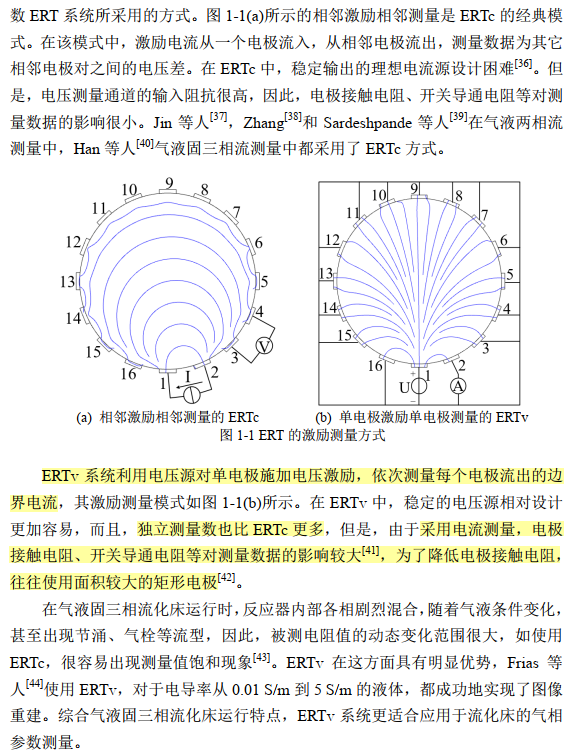 数 ERT 系统所采用的方式。图 1-1(a)所示的相邻激励相邻测量是 ERTc 的经典模
式。在该模式中，激励电流从一个电极流入，从相邻电极流出，测量数据为其它
相邻电极对之间的电压差。在 ERTc 中，稳定输出的理想电流源设计困难[36]。但
是，电压测量通道的输入阻抗很高，因此，电极接触电阻、开关导通电阻等对测
量数据的影响很小。Jin 等人[37]，Zhang[38]和 Sardeshpande 等人[39]在气液两相流
测量中，Han 等人[40]气液固三相流测量中都采用了 ERTc 方式。
9
10 8
11 7
12 6
13 5
14 4
15 3
16 1 2
I
V
9
10 8
11 7
12 6
13 5
14 4
15 3
16 1 2
+
U A
−
(a) 相邻激励相邻测量的 ERTc (b) 单电极激励单电极测量的 ERTv
图 1-1 ERT 的激励测量方式
ERTv 系统利用电压源对单电极施加电压激励，依次测量每个电极流出的边
界电流，其激励测量模式如图 1-1(b)所示。在 ERTv 中，稳定的电压源相对设计
更加容易，而且，独立测量数也比 ERTc 更多，但是，由于采用电流测量，电极
接触电阻、开关导通电阻等对测量数据的影响较大[41]，为了降低电极接触电阻，
往往使用面积较大的矩形电极[42]。
在气液固三相流化床运行时，反应器内部各相剧烈混合，随着气液条件变化，
甚至出现节涌、气栓等流型，因此，被测电阻值的动态变化范围很大，如使用
ERTc，很容易出现测量值饱和现象[43]。ERTv 在这方面具有明显优势，Frias 等
人[44]使用 ERTv，对于电导率从 0.01 S/m 到 5 S/m 的液体，都成功地实现了图像
重建。综合气液固三相流化床运行特点，ERTv 系统更适合应用于流化床的气相
参数测量。